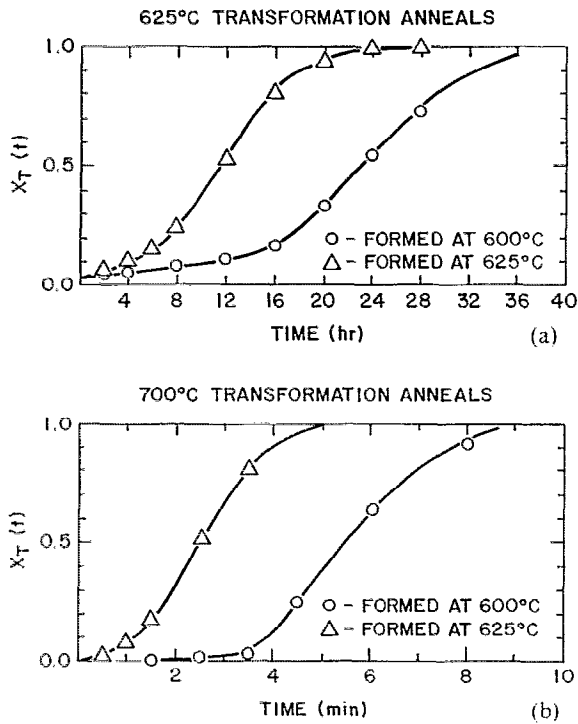 625°C TRANSFORMATION ANNEALS
1.0
0.5
0.0
X_T (t)
○ - FORMED AT 600°C
△ - FORMED AT 625°C
4 8 12 16 20 24 28 32 36 40
TIME (hr)
(a)
700°C TRANSFORMATION ANNEALS
1.0
0.5
0.0
X_T (t)
○ - FORMED AT 600°C
△ - FORMED AT 625°C
2 4 6 8 10
TIME (min)
(b)